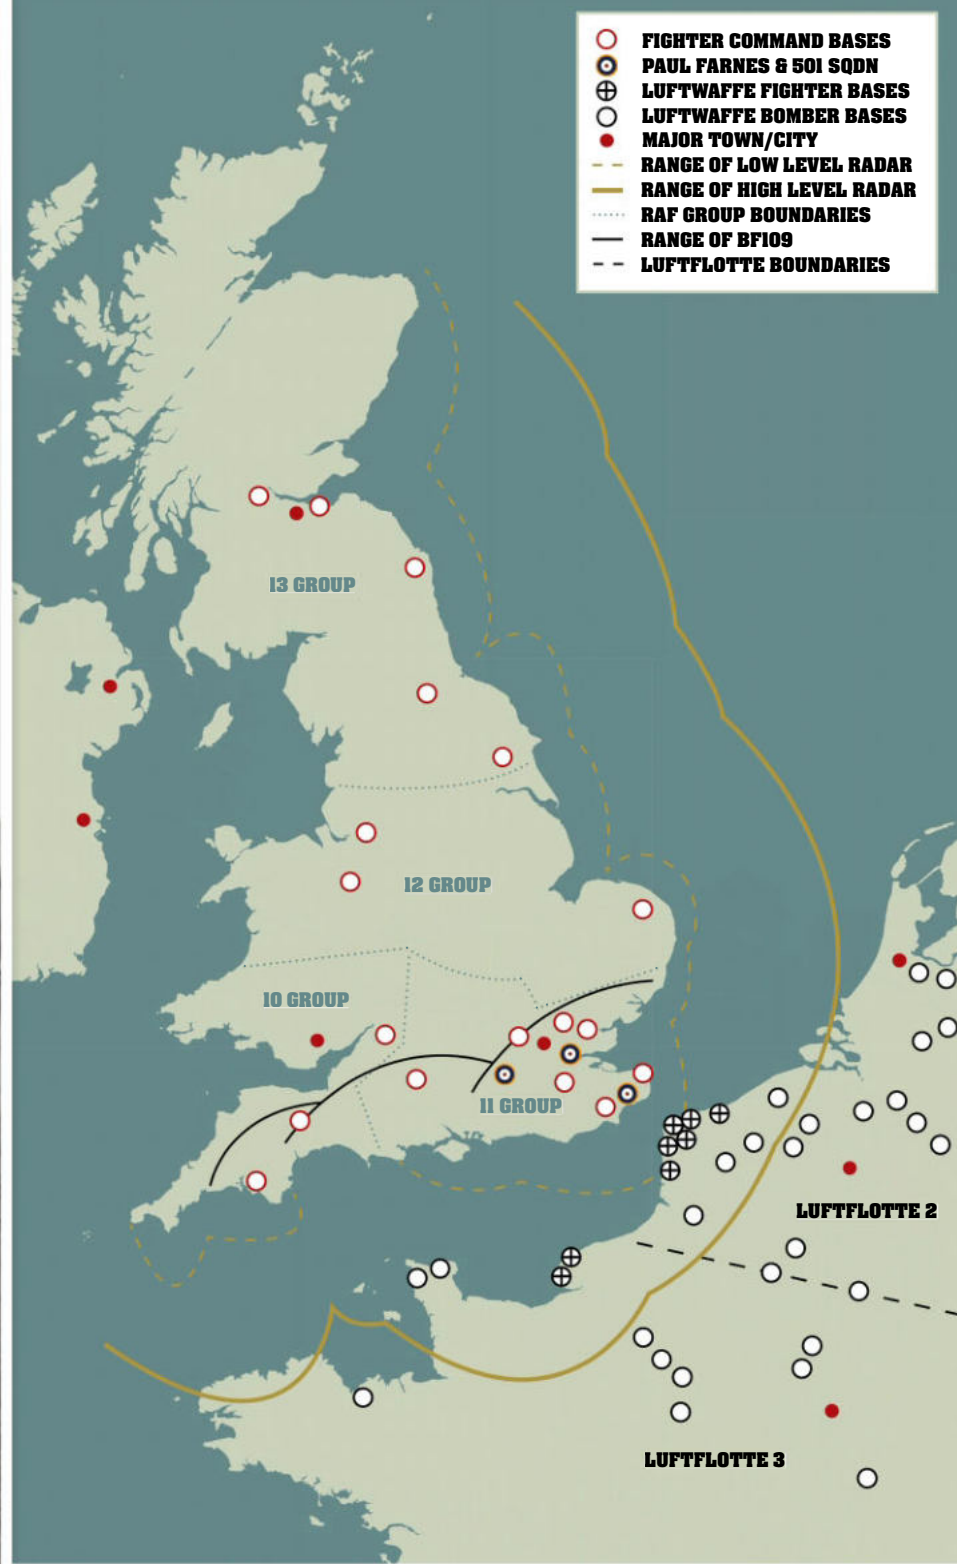 FIGHTER COMMAND BASES
PAUL FARNES & 501 SQDN
LUFTWAFFE FIGHTER BASES
LUFTWAFFE BOMBER BASES
MAJOR TOWN/CITY
RANGE OF LOW LEVEL RADAR
RANGE OF HIGH LEVEL RADAR
RAF GROUP BOUNDARIES
RANGE OF BF109
LUFTFLOTTE BOUNDARIES
13 GROUP
12 GROUP
10 GROUP
11 GROUP
LUFTFLOTTE 2
LUFTFLOTTE 3